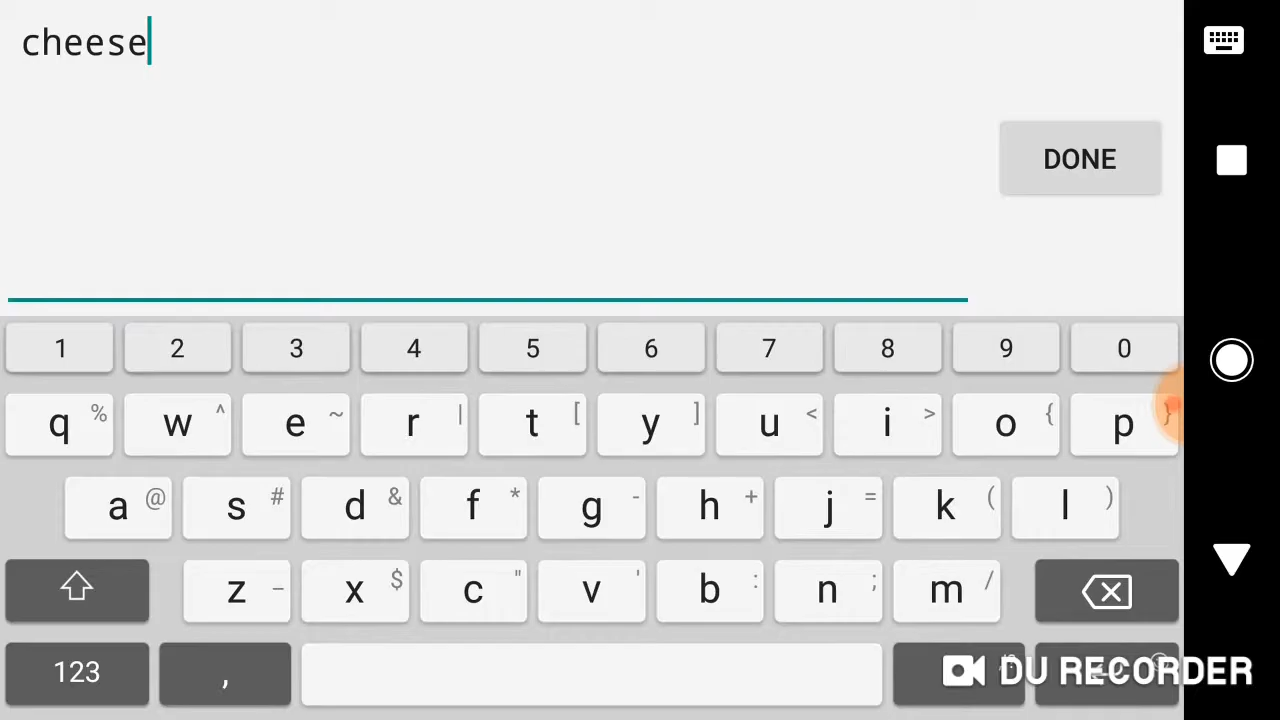 cheese
DONE
1 2 3 4 5 6 7 8 9 0
q % w ^ e ~ r | t [ y ] u < i > o { p }
a @ s # d & f * g - h + j = k ( l )
z _ x $ c " v ' b : n ; m /
123 ,
DU RECORDER